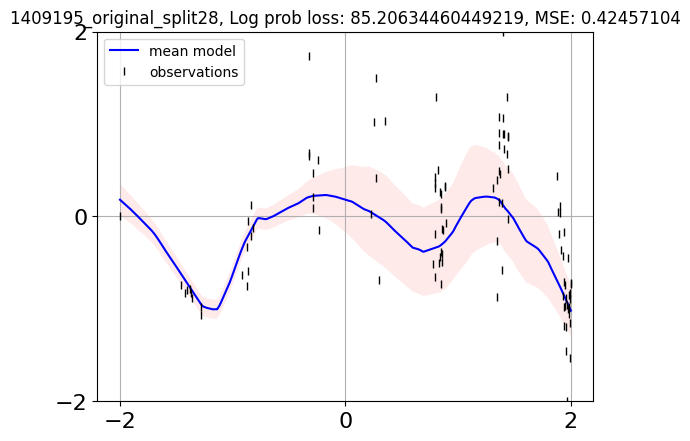 1409195_original_split28, Log prob loss: 85.20634460449219, MSE: 0.42457104
2
mean model
observations
0
−2
−2
0
2